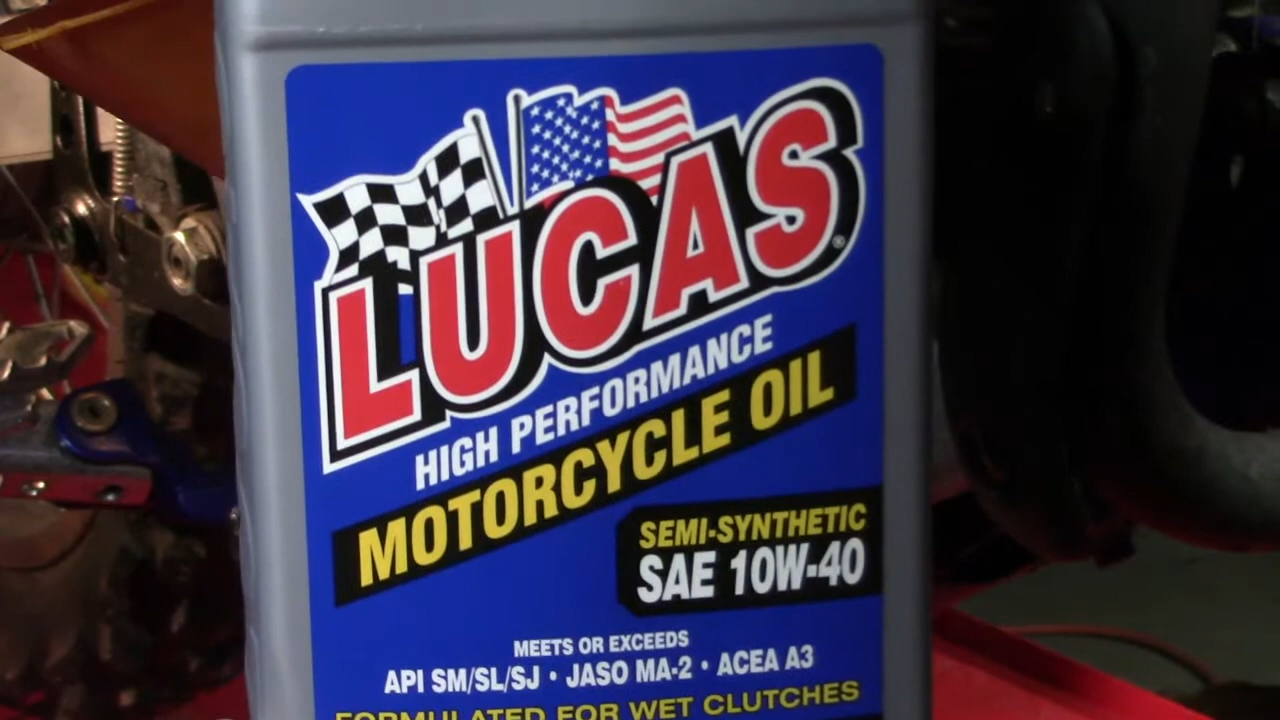 LUCAS®
HIGH PERFORMANCE
MOTORCYCLE OIL
SEMI-SYNTHETIC
SAE 10W-40
MEETS OR EXCEEDS
API SM/SL/SJ • JASO MA-2 • ACEA A3
FORMULATED FOR WET CLUTCHES